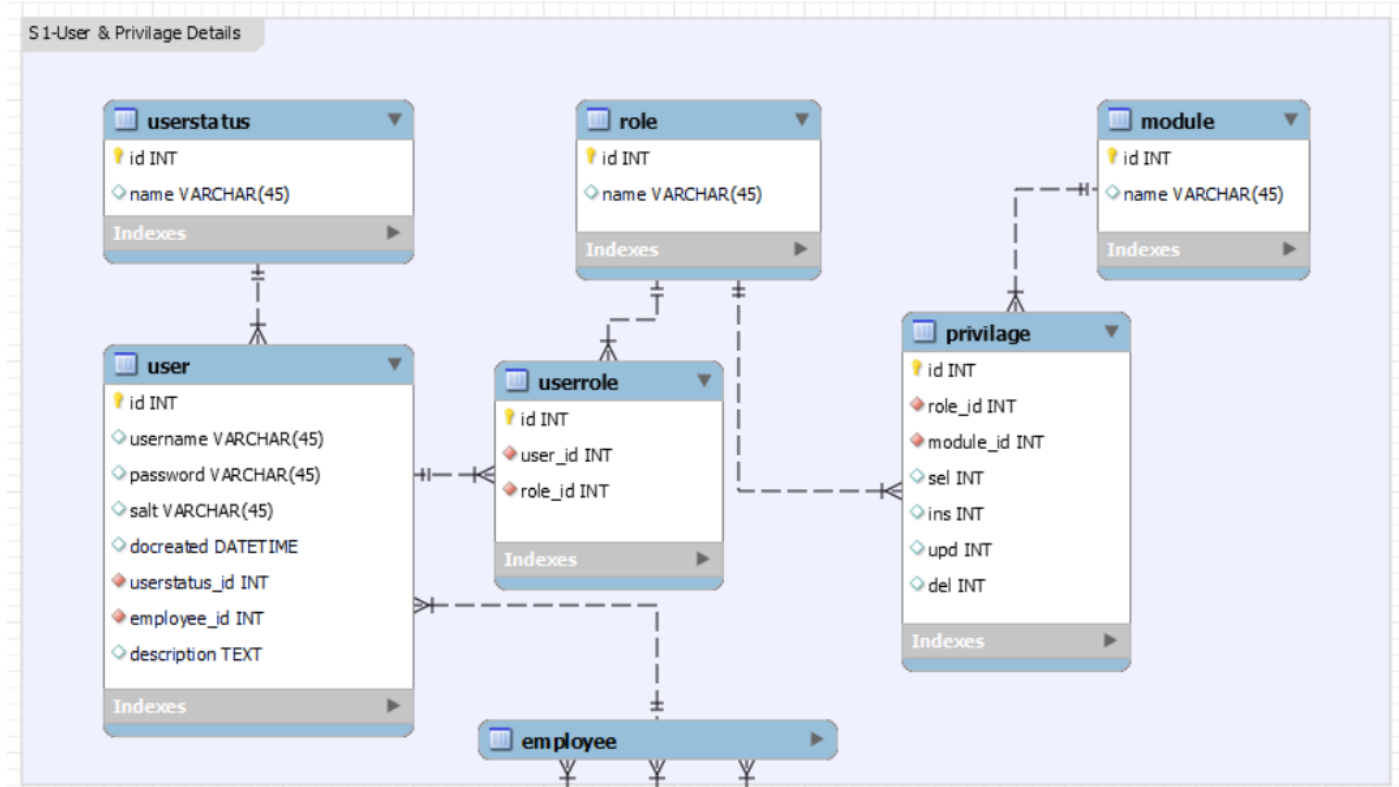 S1-User & Privilage Details
userstatus
id INT
name VARCHAR(45)
Indexes
role
id INT
name VARCHAR(45)
Indexes
module
id INT
name VARCHAR(45)
Indexes
user
id INT
username VARCHAR(45)
password VARCHAR(45)
salt VARCHAR(45)
docreated DATETIME
userstatus_id INT
employee_id INT
description TEXT
Indexes
userrole
id INT
user_id INT
role_id INT
Indexes
privilage
id INT
role_id INT
module_id INT
sel INT
ins INT
upd INT
del INT
Indexes
employee